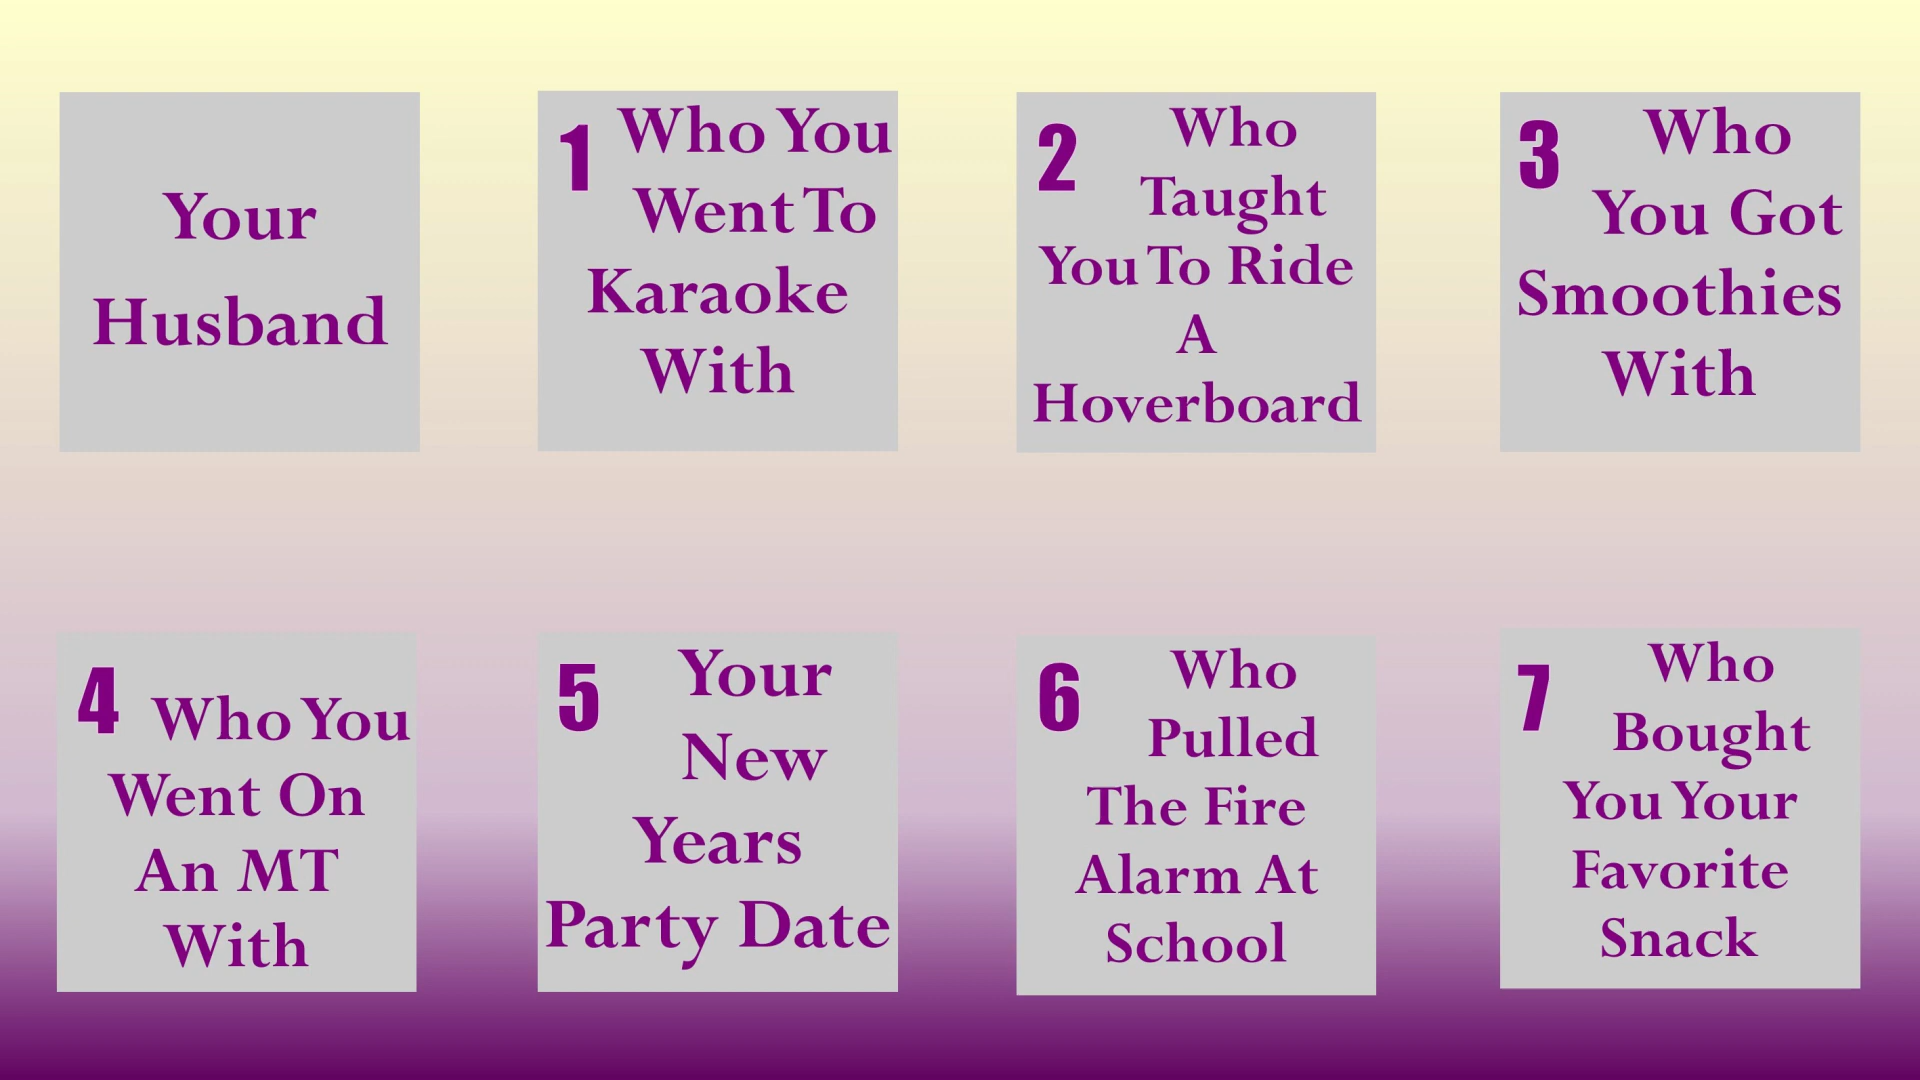 Your
Husband
1 Who You
Went To
Karaoke
With
2 Who
Taught
You To Ride
A
Hoverboard
3 Who
You Got
Smoothies
With
4 Who You
Went On
An MT
With
5 Your
New
Years
Party Date
6 Who
Pulled
The Fire
Alarm At
School
7 Who
Bought
You Your
Favorite
Snack